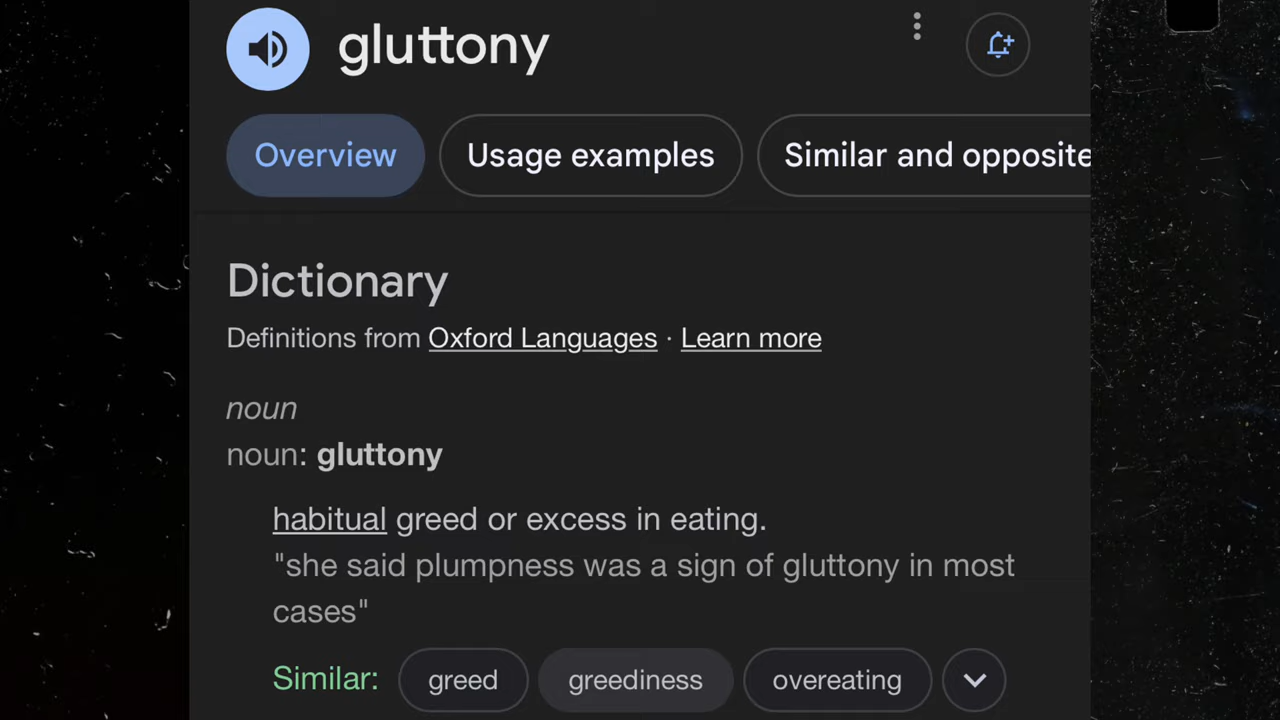 gluttony
Overview Usage examples Similar and opposite
Dictionary
Definitions from Oxford Languages · Learn more
noun
noun: gluttony
habitual greed or excess in eating.
"she said plumpness was a sign of gluttony in most
cases"
Similar: greed greediness overeating